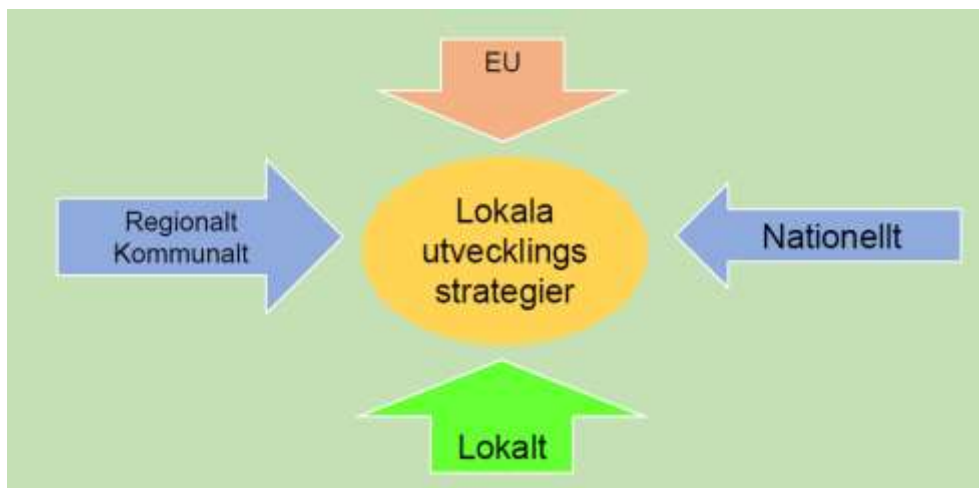 EU
Regionalt
Kommunalt
Lokala
utvecklings
strategier
Nationellt
Lokalt